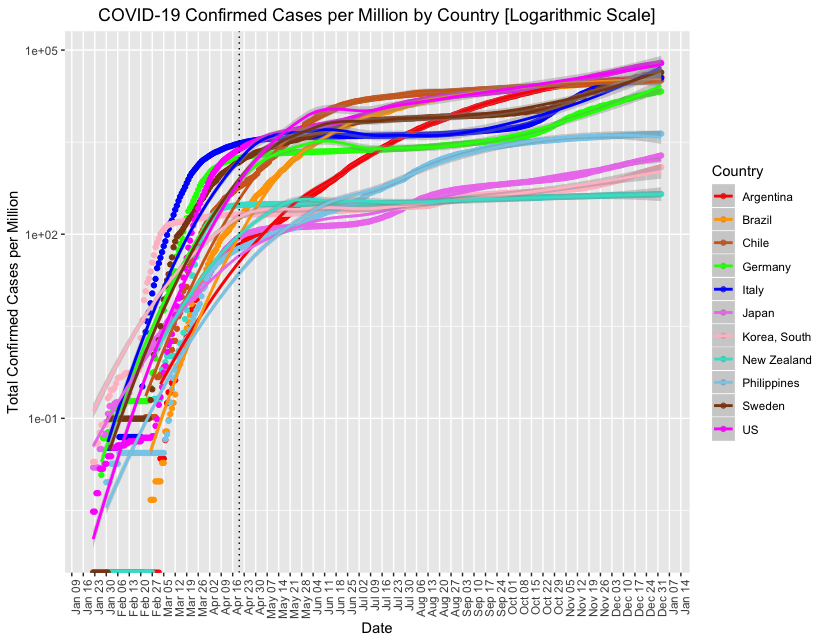 COVID-19 Confirmed Cases per Million by Country [Logarithmic Scale]
Total Confirmed Cases per Million
1e+05
1e+02
1e-01
Jan 09
Jan 16
Jan 23
Jan 30
Feb 06
Feb 13
Feb 20
Feb 27
Mar 05
Mar 12
Mar 19
Mar 26
Apr 02
Apr 09
Apr 16
Apr 23
Apr 30
May 07
May 14
May 21
May 28
Jun 04
Jun 11
Jun 18
Jun 25
Jul 02
Jul 09
Jul 16
Jul 23
Jul 30
Aug 06
Aug 13
Aug 20
Aug 27
Sep 03
Sep 10
Sep 17
Sep 24
Oct 01
Oct 08
Oct 15
Oct 22
Oct 29
Nov 05
Nov 12
Nov 19
Nov 26
Dec 03
Dec 10
Dec 17
Dec 24
Dec 31
Jan 07
Jan 14
Date
Country
Argentina
Brazil
Chile
Germany
Italy
Japan
Korea, South
New Zealand
Philippines
Sweden
US